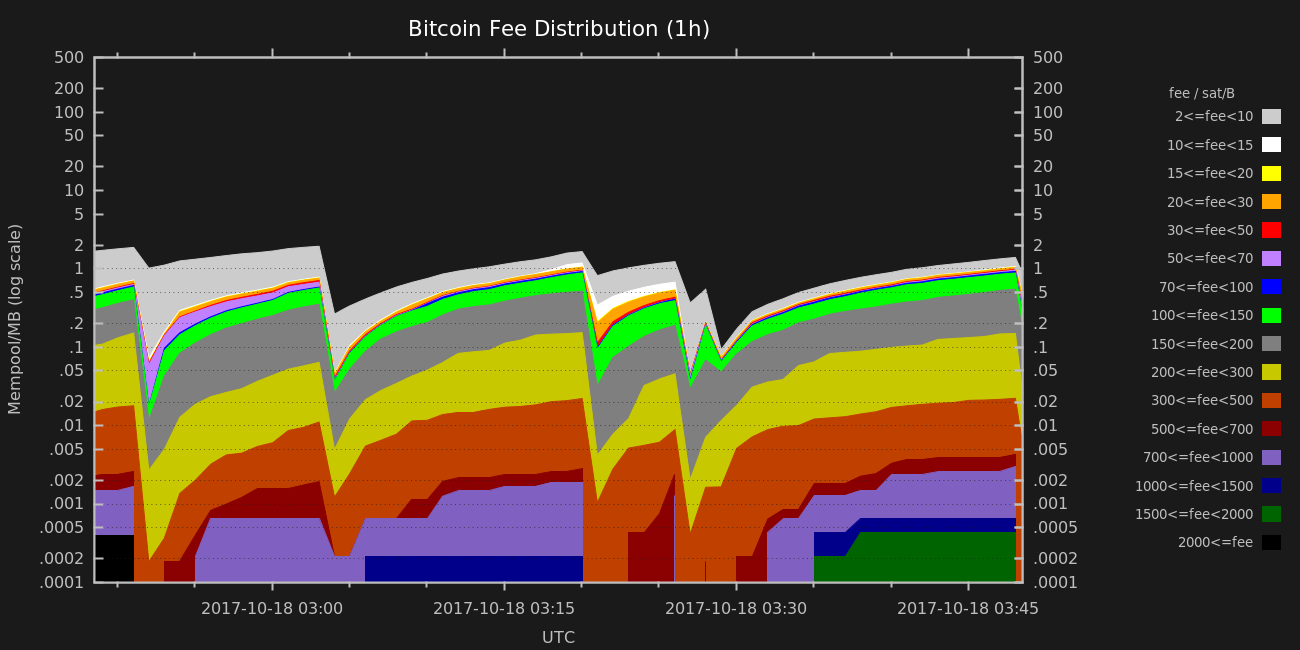 Bitcoin Fee Distribution (1h)
Mempool/MB (log scale)
500
200
100
50
20
10
5
2
1
.5
.2
.1
.05
.02
.01
.005
.002
.001
.0005
.0002
.0001
500
200
100
50
20
10
5
2
1
.5
.2
.1
.05
.02
.01
.005
.002
.001
.0005
.0002
.0001
2017-10-18 03:00
2017-10-18 03:15
2017-10-18 03:30
2017-10-18 03:45
UTC
fee / sat/B
2<=fee<10
10<=fee<15
15<=fee<20
20<=fee<30
30<=fee<50
50<=fee<70
70<=fee<100
100<=fee<150
150<=fee<200
200<=fee<300
300<=fee<500
500<=fee<700
700<=fee<1000
1000<=fee<1500
1500<=fee<2000
2000<=fee